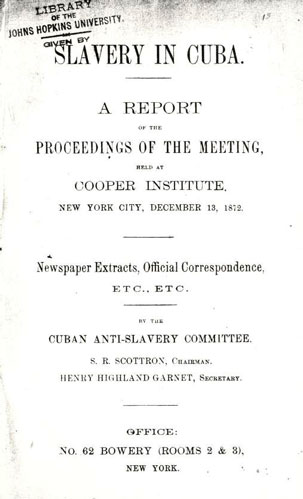 LIBRARY
OF THE
JOHNS HOPKINS UNIVERSITY.
GIVEN BY
13
SLAVERY IN CUBA.
A REPORT
OF THE
PROCEEDINGS OF THE MEETING,
HELD AT
COOPER INSTITUTE,
NEW YORK CITY, DECEMBER 13, 1872.
Newspaper Extracts, Official Correspondence,
ETC., ETC.
BY THE
CUBAN ANTI-SLAVERY COMMITTEE.
S. R. SCOTTRON, CHAIRMAN.
HENRY HIGHLAND GARNET, SECRETARY.
OFFICE:
No. 62 BOWERY (ROOMS 2 & 3),
NEW YORK.